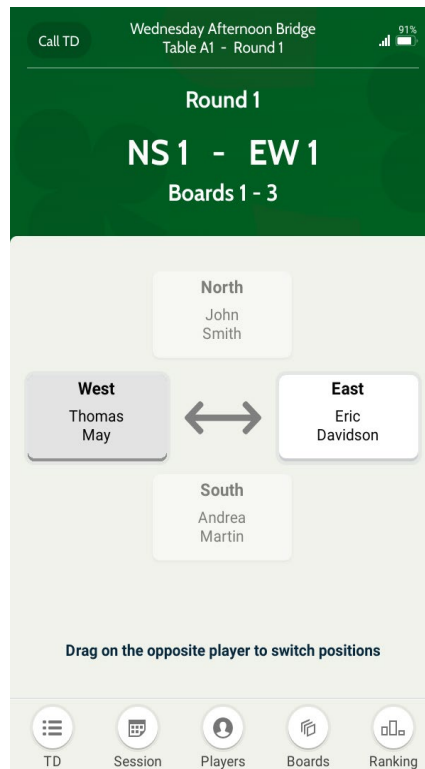 Call TD
Wednesday Afternoon Bridge
Table A1 - Round 1
91%
Round 1
NS 1 - EW 1
Boards 1 - 3
North
John
Smith
West
Thomas
May
East
Eric
Davidson
South
Andrea
Martin
Drag on the opposite player to switch positions
TD
Session
Players
Boards
Ranking